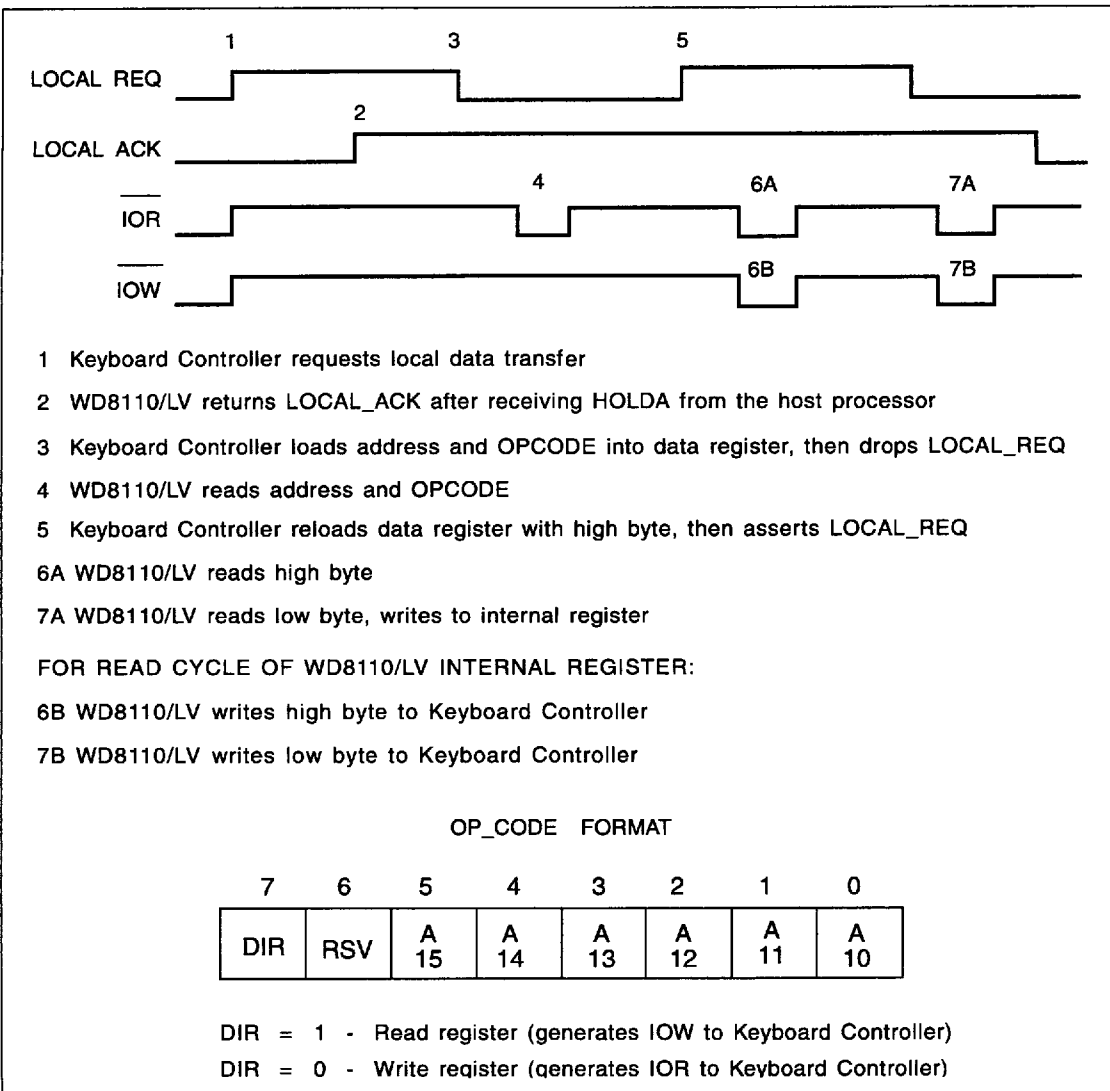 1 3 5
LOCAL REQ
2
LOCAL ACK
4 6A 7A
IOR
6B 7B
IOW
1 Keyboard Controller requests local data transfer
2 WD8110/LV returns LOCAL_ACK after receiving HOLDA from the host processor
3 Keyboard Controller loads address and OPCODE into data register, then drops LOCAL_REQ
4 WD8110/LV reads address and OPCODE
5 Keyboard Controller reloads data register with high byte, then asserts LOCAL_REQ
6A WD8110/LV reads high byte
7A WD8110/LV reads low byte, writes to internal register
FOR READ CYCLE OF WD8110/LV INTERNAL REGISTER:
6B WD8110/LV writes high byte to Keyboard Controller
7B WD8110/LV writes low byte to Keyboard Controller
OP_CODE FORMAT
7 6 5 4 3 2 1 0
DIR RSV A A A A A A
15 14 13 12 11 10
DIR = 1 - Read register (generates IOW to Keyboard Controller)
DIR = 0 - Write register (generates IOR to Keyboard Controller)